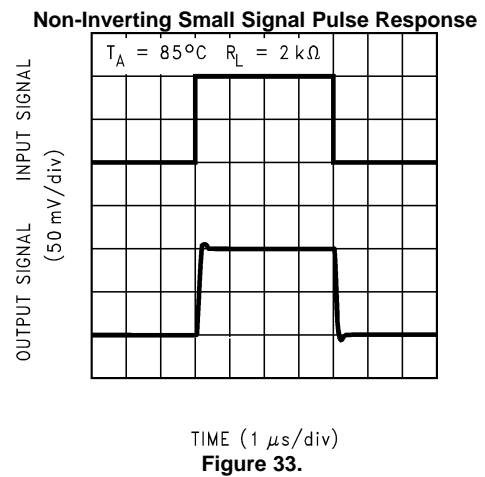 Non-Inverting Small Signal Pulse Response
T_A = 85°C R_L = 2 kΩ
INPUT SIGNAL
OUTPUT SIGNAL
(50 mV/div)
TIME (1 μs/div)
Figure 33.